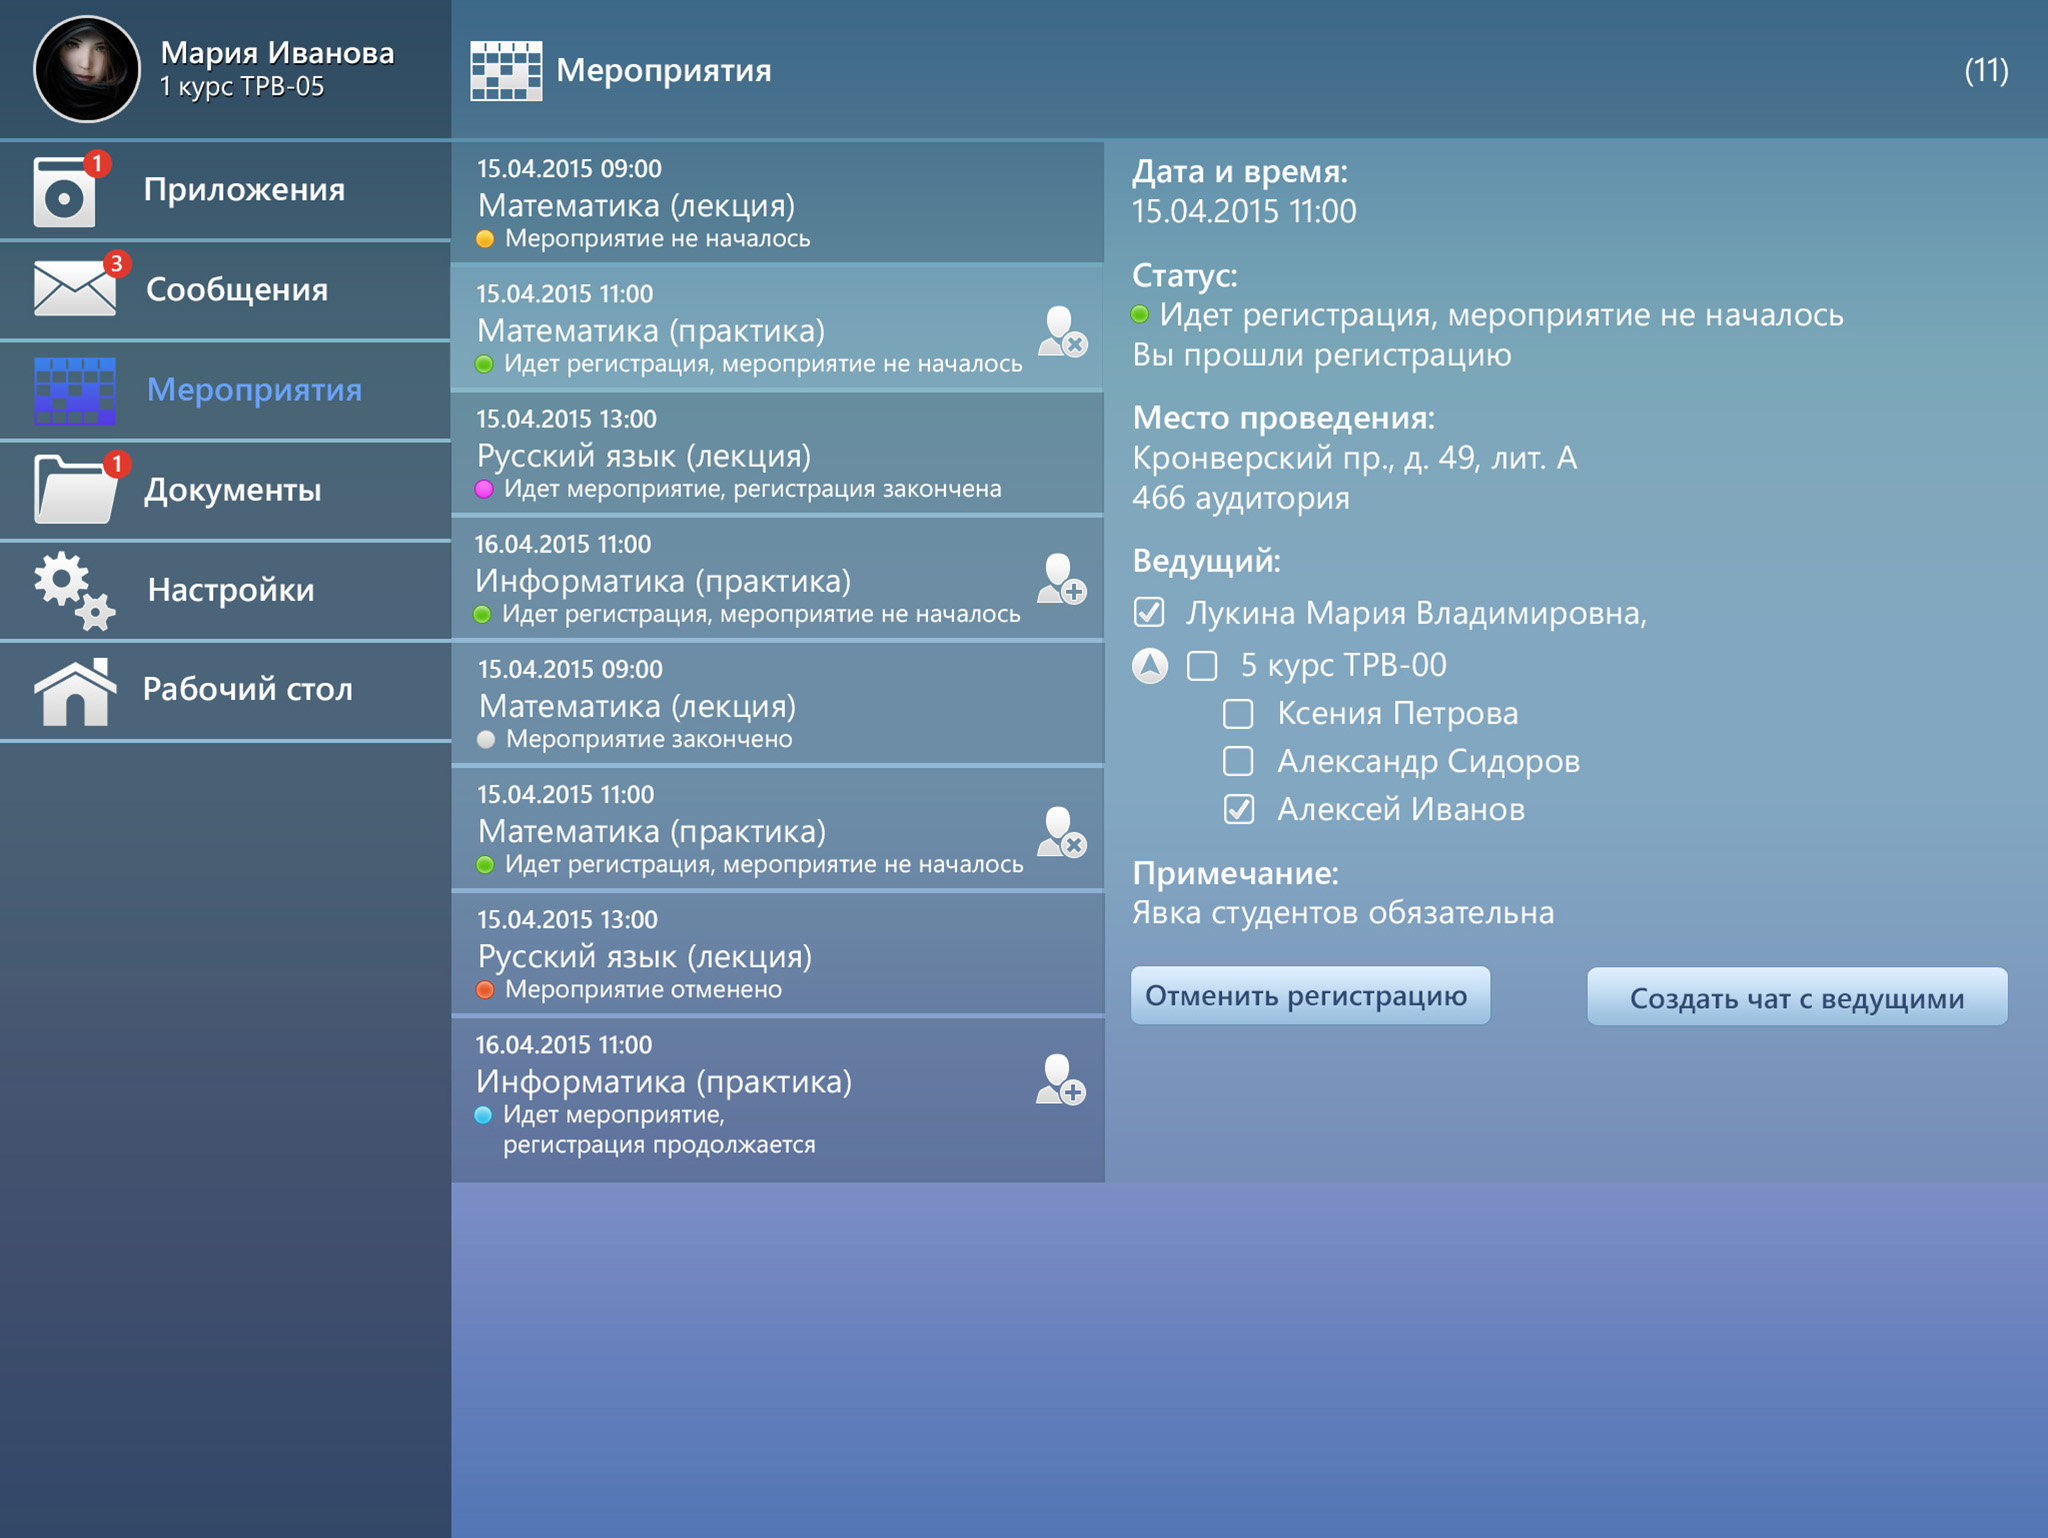 Мария Иванова
1 курс ТРВ-05
Мероприятия
(11)
1
Приложения
3
Сообщения
Мероприятия
1
Документы
Настройки
Рабочий стол
15.04.2015 09:00
Математика (лекция)
Мероприятие не началось
15.04.2015 11:00
Математика (практика)
Идет регистрация, мероприятие не началось
15.04.2015 13:00
Русский язык (лекция)
Идет мероприятие, регистрация закончена
16.04.2015 11:00
Информатика (практика)
Идет регистрация, мероприятие не началось
15.04.2015 09:00
Математика (лекция)
Мероприятие закончено
15.04.2015 11:00
Математика (практика)
Идет регистрация, мероприятие не началось
15.04.2015 13:00
Русский язык (лекция)
Мероприятие отменено
16.04.2015 11:00
Информатика (практика)
Идет мероприятие,
регистрация продолжается
Дата и время:
15.04.2015 11:00
Статус:
Идет регистрация, мероприятие не началось
Вы прошли регистрацию
Место проведения:
Кронверкский пр., д. 49, лит. А
466 аудитория
Ведущий:
Лукина Мария Владимировна,
5 курс ТРВ-00
Ксения Петрова
Александр Сидоров
Алексей Иванов
Примечание:
Явка студентов обязательна
Отменить регистрацию
Создать чат с ведущими